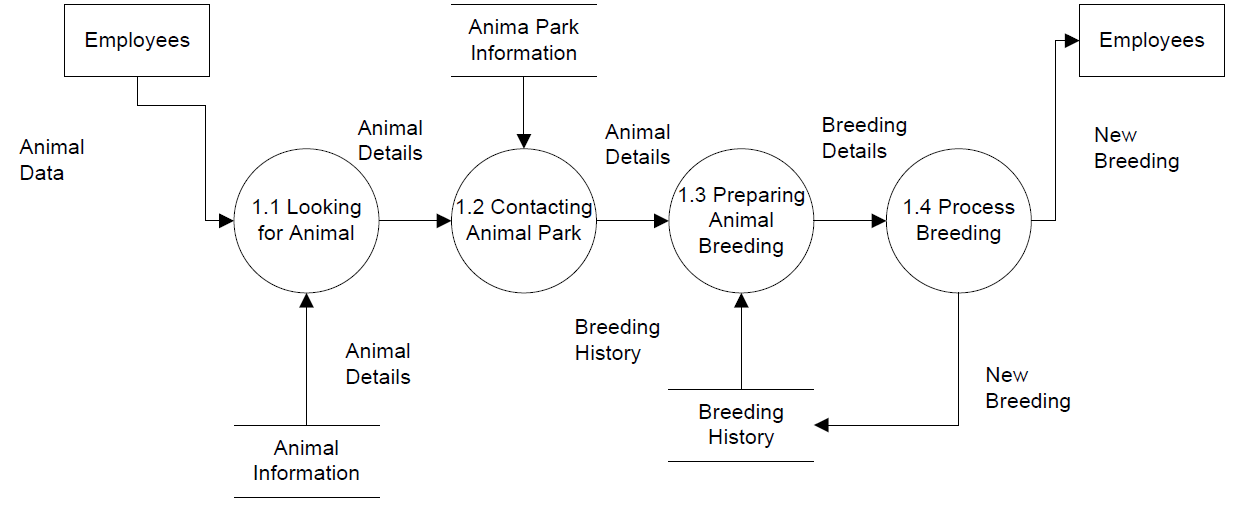 Employees
Anima Park
Information
Employees
Animal
Data
Animal
Details
Animal
Details
Breeding
Details
New
Breeding
1.1 Looking
for Animal
1.2 Contacting
Animal Park
1.3 Preparing
Animal
Breeding
1.4 Process
Breeding
Animal
Details
Breeding
History
New
Breeding
Animal
Information
Breeding
History